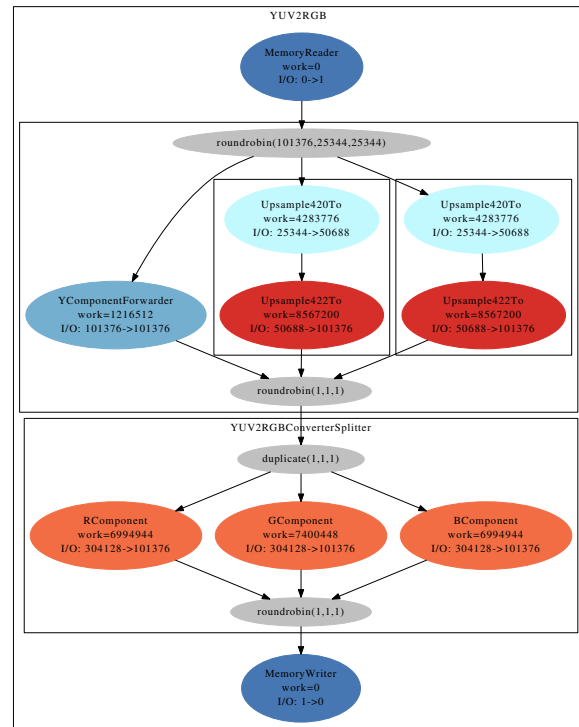 YUV2RGB
MemoryReader
work=0
I/O: 0->1
roundrobin(101376,25344,25344)
Upsample420To
work=4283776
I/O: 25344->50688
Upsample420To
work=4283776
I/O: 25344->50688
YComponentForwarder
work=1216512
I/O: 101376->101376
Upsample422To
work=8567200
I/O: 50688->101376
Upsample422To
work=8567200
I/O: 50688->101376
roundrobin(1,1,1)
YUV2RGBConverterSplitter
duplicate(1,1,1)
RComponent
work=6994944
I/O: 304128->101376
GComponent
work=7400448
I/O: 304128->101376
BComponent
work=6994944
I/O: 304128->101376
roundrobin(1,1,1)
MemoryWriter
work=0
I/O: 1->0